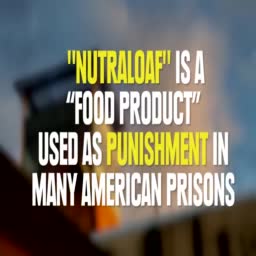 "NUTRALOAF" IS A
“FOOD PRODUCT”
USED AS PUNISHMENT IN
MANY AMERICAN PRISONS